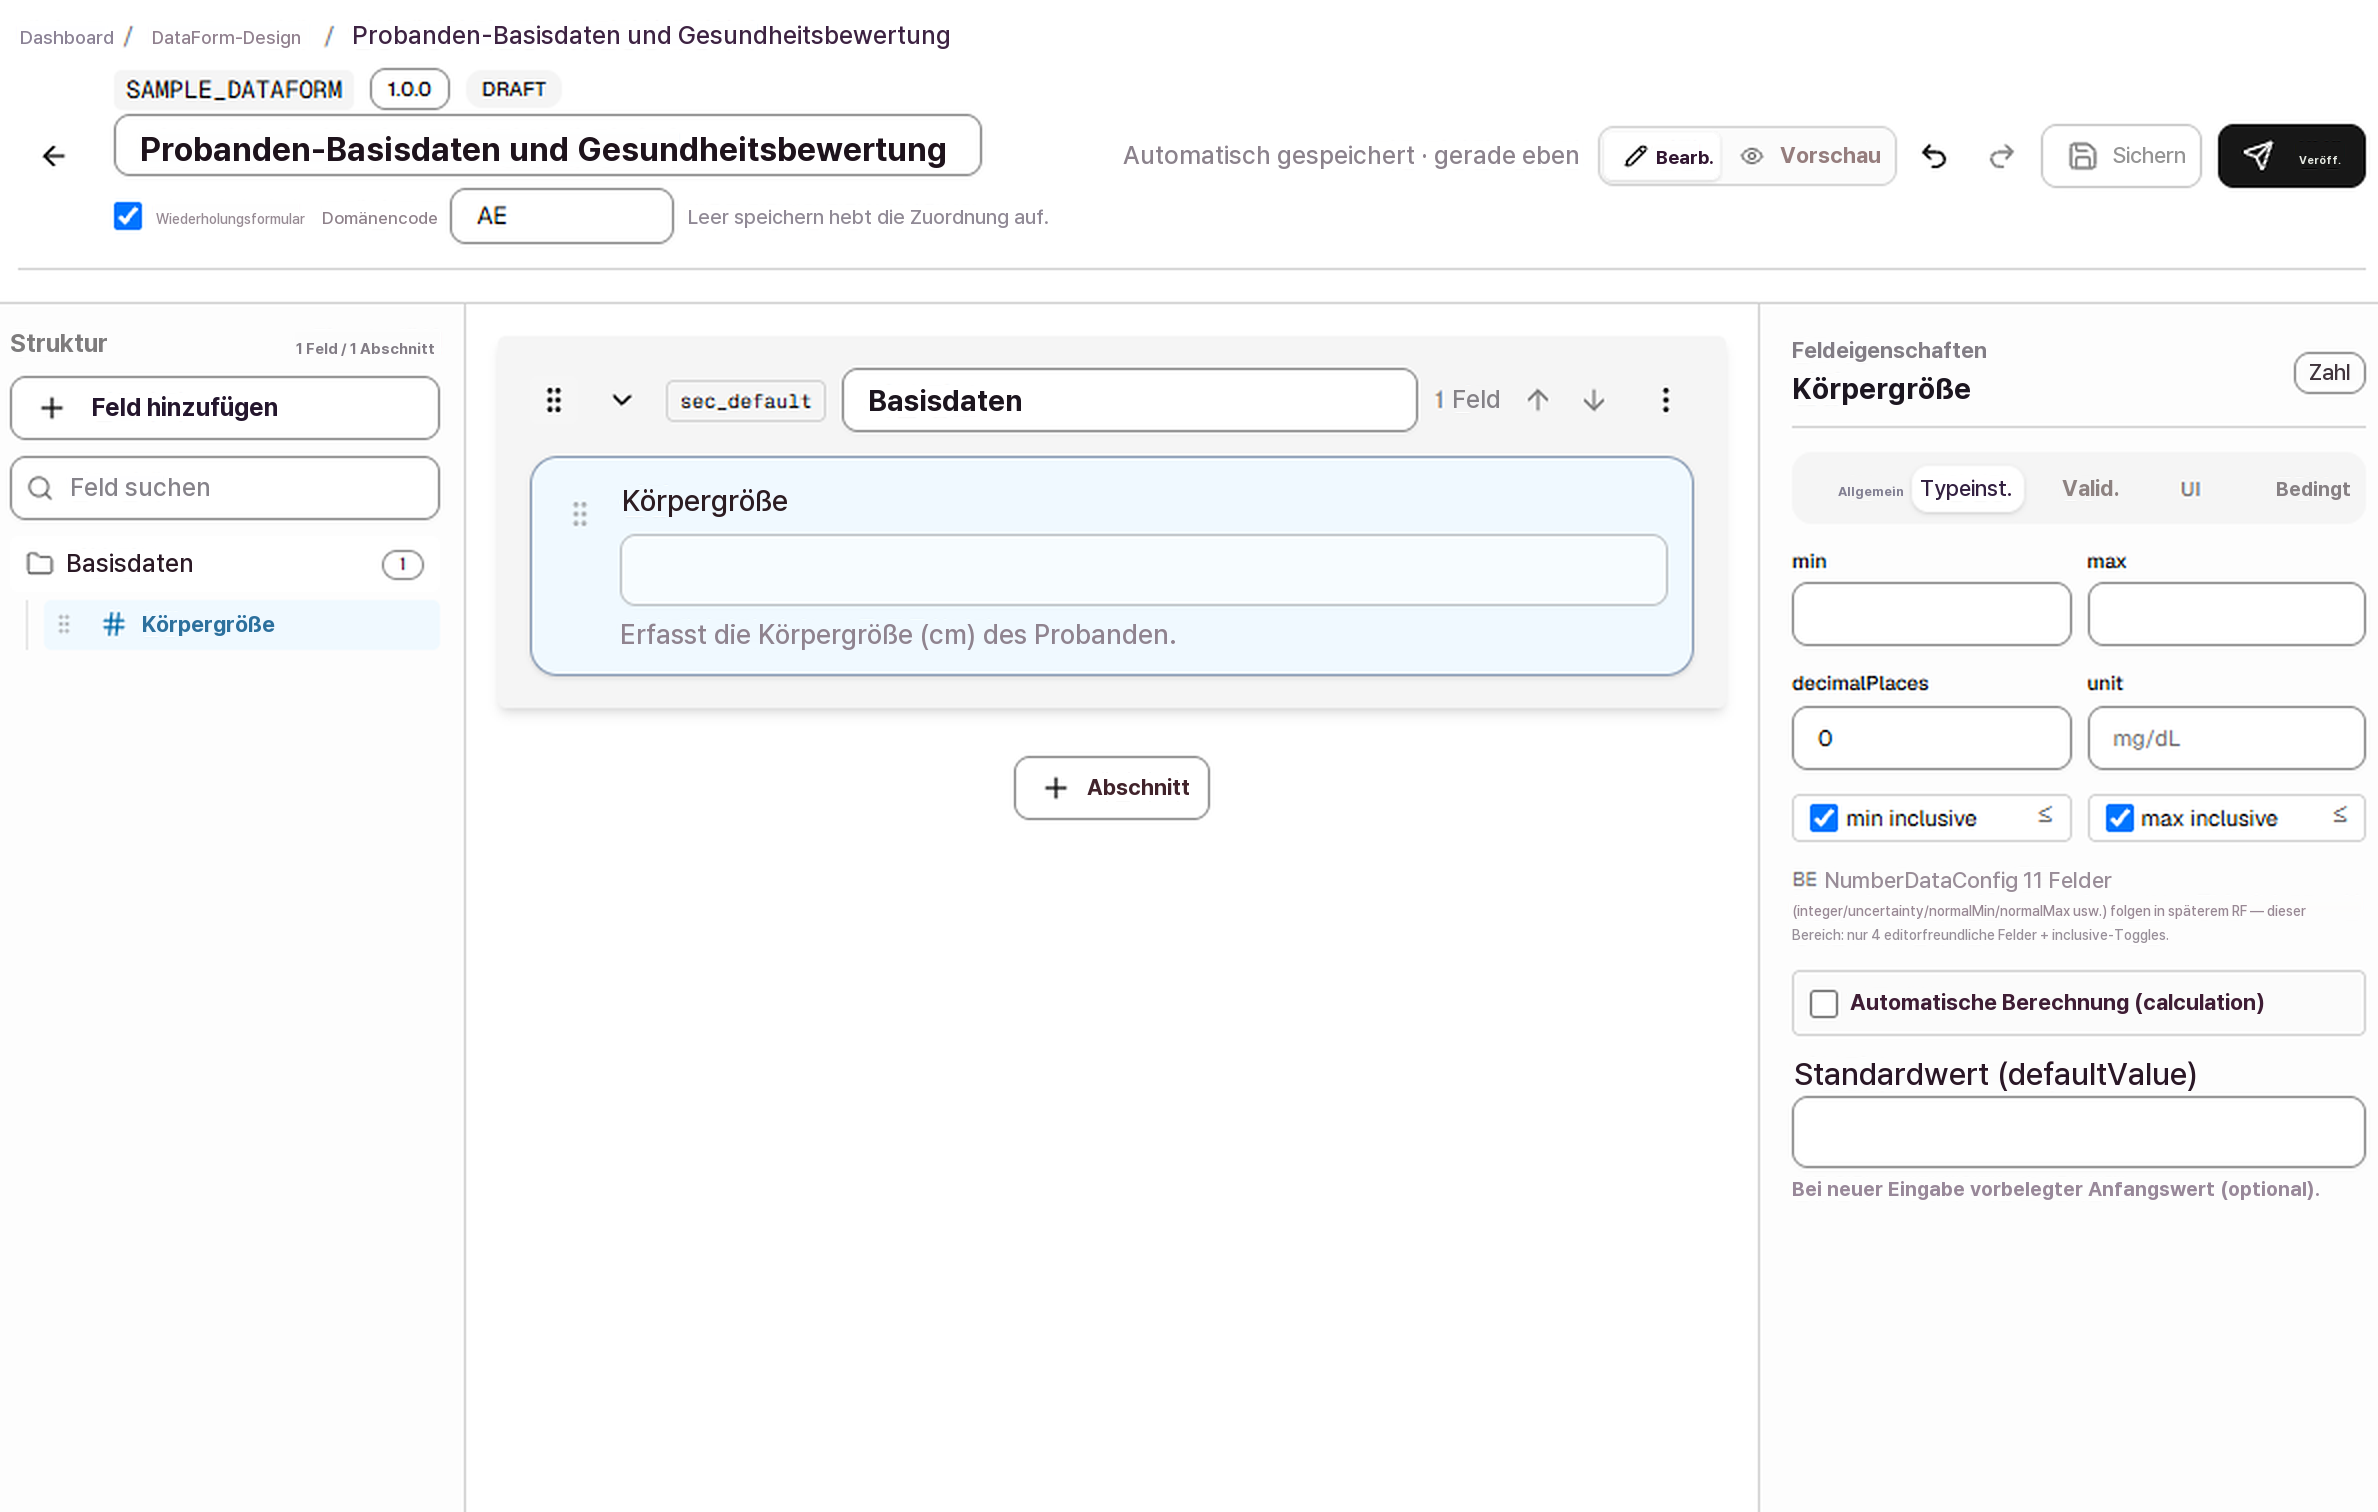 Dashboard / DataForm-Design / Probanden-Basisdaten und Gesundheitsbewertung
SAMPLE_DATAFORM 1.0.0 DRAFT
Probanden-Basisdaten und Gesundheitsbewertung
Automatisch gespeichert · gerade eben
Bearb.
Vorschau
Sichern
Veröff.
Wiederholungsformular Domänencode AE Leer speichern hebt die Zuordnung auf.
Struktur
1 Feld / 1 Abschnitt
Feld hinzufügen
Feld suchen
Basisdaten 1
Körpergröße
sec_default Basisdaten 1 Feld
Körpergröße
Erfasst die Körpergröße (cm) des Probanden.
Abschnitt
Feldeigenschaften
Körpergröße
Zahl
Allgemein Typeinst. Valid. UI Bedingt
min max
decimalPlaces unit
0 mg/dL
min inclusive ≤ max inclusive ≤
BE NumberDataConfig 11 Felder
(integer/uncertainty/normalMin/normalMax usw.) folgen in späterem RF — dieser
Bereich: nur 4 editorfreundliche Felder + inclusive-Toggles.
Automatische Berechnung (calculation)
Standardwert (defaultValue)
Bei neuer Eingabe vorbelegter Anfangswert (optional).